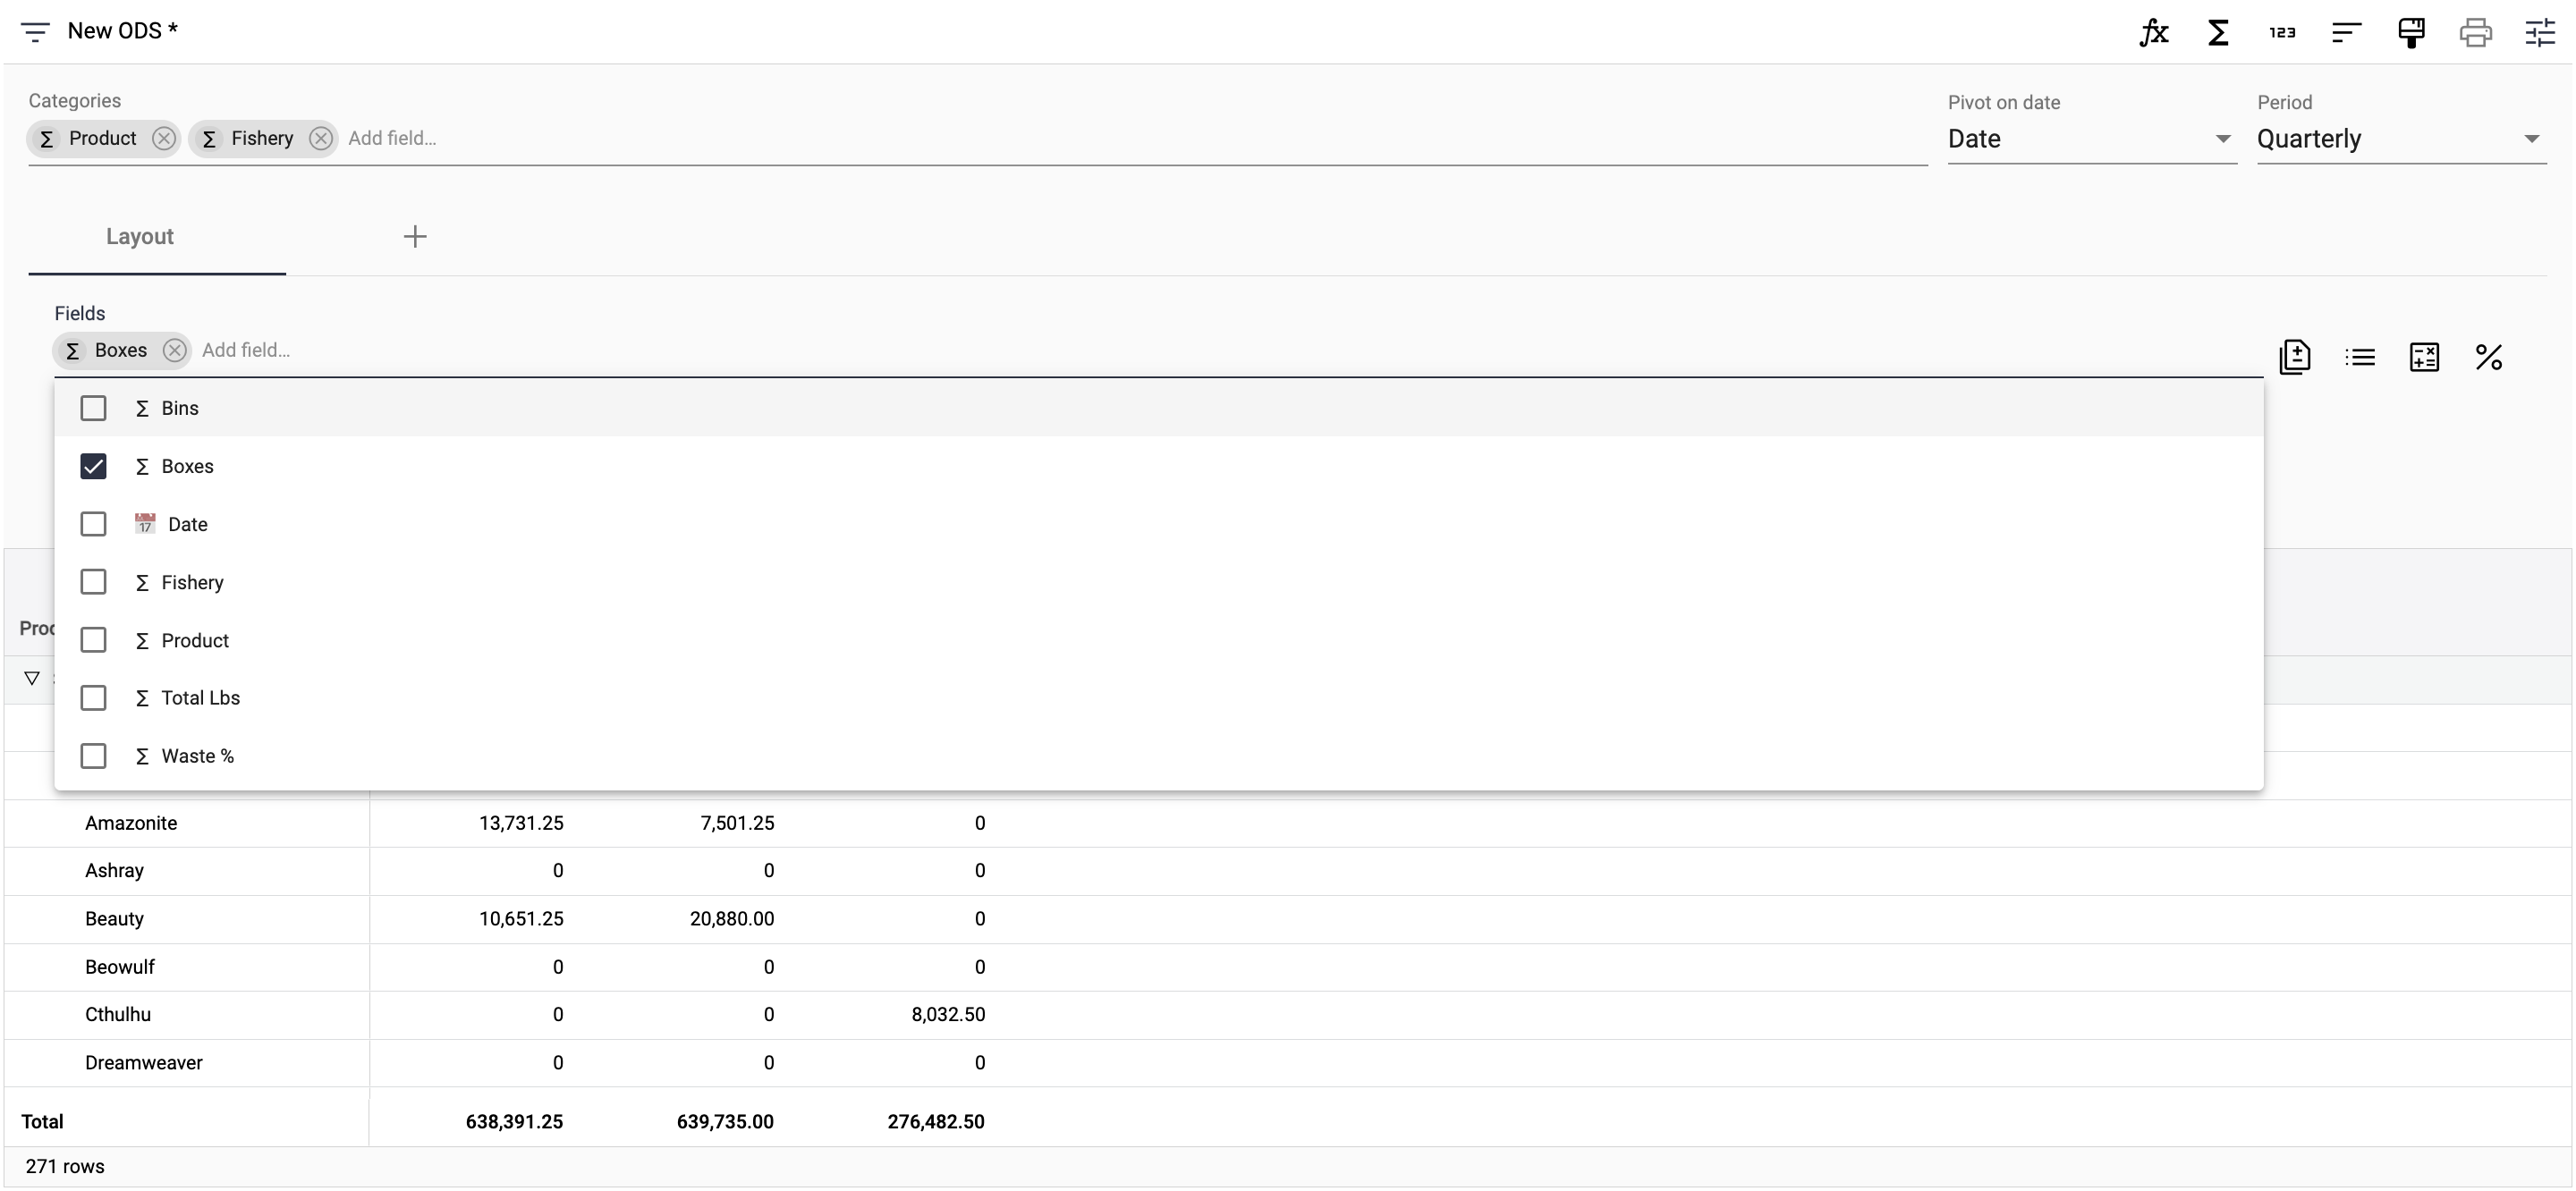 New ODS *
fx Σ 123
Categories Pivot on date Period
Σ Product Σ Fishery Add field... Date Quarterly
Layout +
Fields
Σ Boxes Add field...
Σ Bins
Σ Boxes
17 Date
Σ Fishery
Σ Product
Σ Total Lbs
Σ Waste %
Amazonite 13,731.25 7,501.25 0
Ashray 0 0 0
Beauty 10,651.25 20,880.00 0
Beowulf 0 0 0
Cthulhu 0 0 8,032.50
Dreamweaver 0 0 0
Total 638,391.25 639,735.00 276,482.50
271 rows